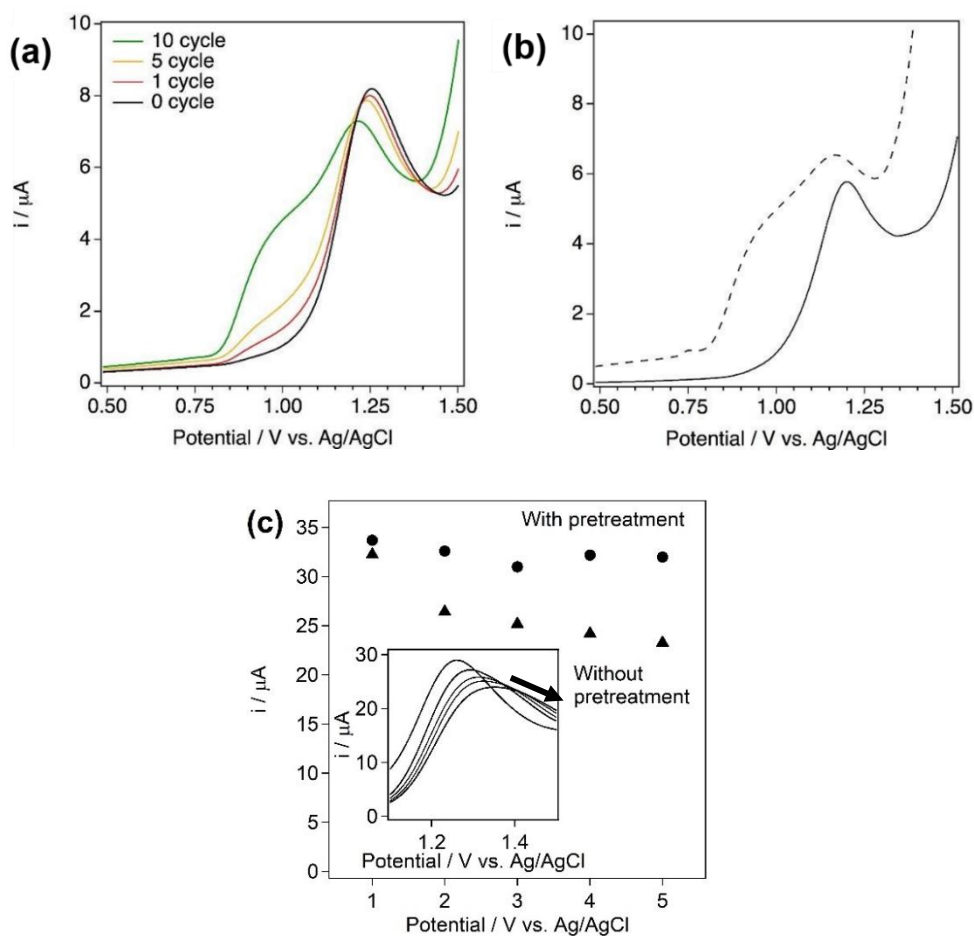 (a)
10 cycle
5 cycle
1 cycle
0 cycle
10
8
6
4
2
0
i / μA
0.50 0.75 1.00 1.25 1.50
Potential / V vs. Ag/AgCl
(b)
10
8
6
4
2
0
i / μA
0.50 0.75 1.00 1.25 1.50
Potential / V vs. Ag/AgCl
(c)
With pretreatment
35
30
25
20
15
10
5
0
i / μA
Without
pretreatment
30
20
10
0
i / μA
1.2 1.4
Potential / V vs. Ag/AgCl
1 2 3 4 5
Potential / V vs. Ag/AgCl